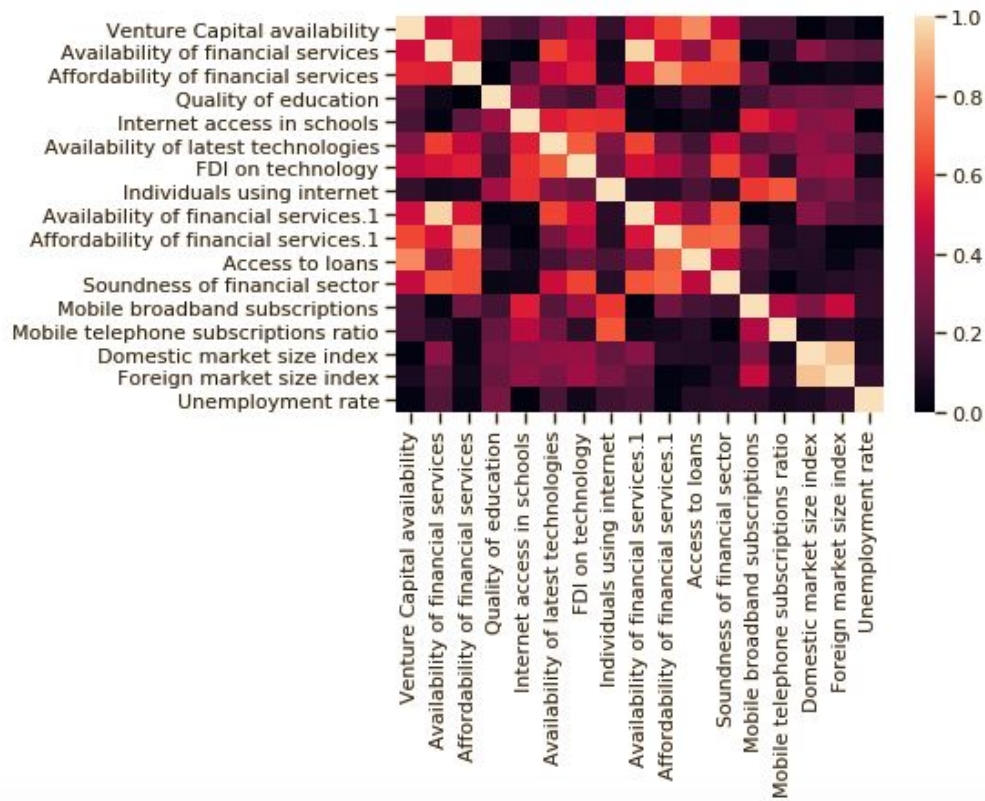 Venture Capital availability
Availability of financial services
Affordability of financial services
Quality of education
Internet access in schools
Availability of latest technologies
FDI on technology
Individuals using internet
Availability of financial services.1
Affordability of financial services.1
Access to loans
Soundness of financial sector
Mobile broadband subscriptions
Mobile telephone subscriptions ratio
Domestic market size index
Foreign market size index
Unemployment rate
1.0
0.8
0.6
0.4
0.2
0.0
Venture Capital availability
Availability of financial services
Affordability of financial services
Quality of education
Internet access in schools
Availability of latest technologies
FDI on technology
Individuals using internet
Availability of financial services.1
Affordability of financial services.1
Access to loans
Soundness of financial sector
Mobile broadband subscriptions
Mobile telephone subscriptions ratio
Domestic market size index
Foreign market size index
Unemployment rate